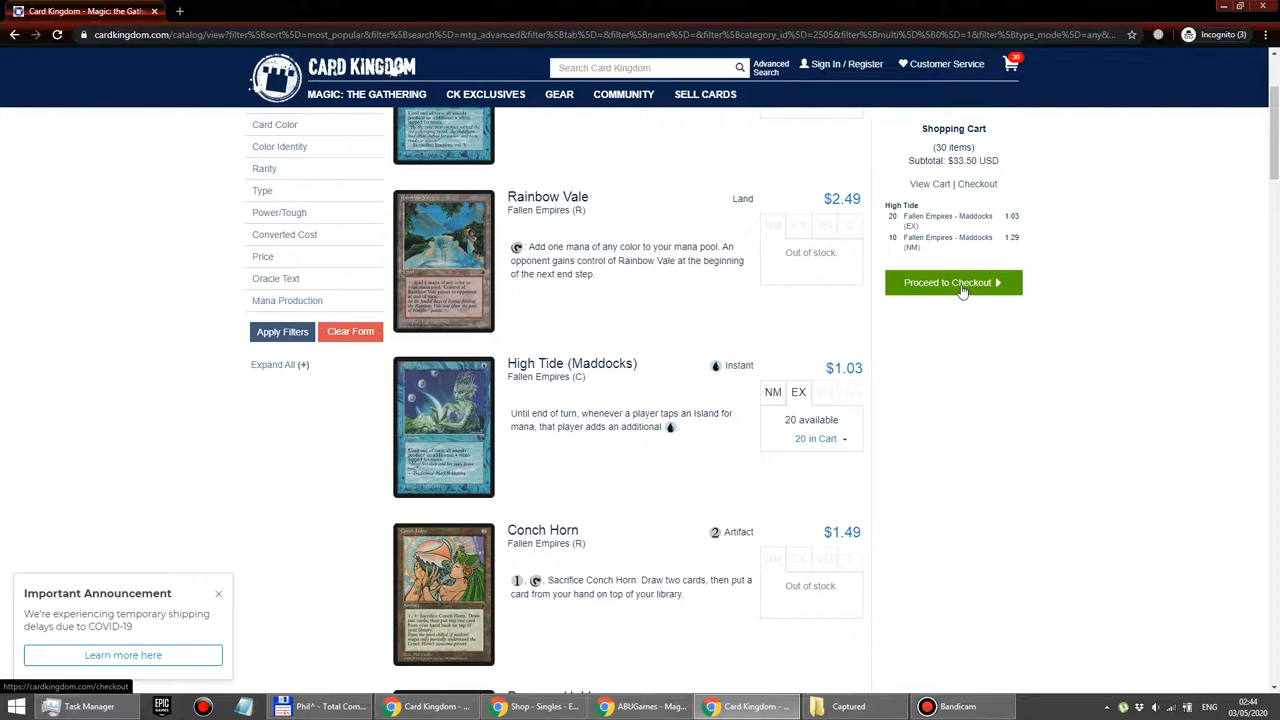 Card Kingdom - Magic: the Gath
cardkingdom.com/catalog/view?filter%5Bsort%5D=most_popular&filter%5Bsearch%5D=mtg_advanced&filter%5Btab%5D=&filter%5Bname%5D=&filter%5Bcategory_id%5D=2505&filter%5Bmulti%5D%5B0%5D=1&filter%5Btype_mode%5D=any&...
Incognito (3)
CARD KINGDOM
Search Card Kingdom
Advanced Search
Sign In / Register
Customer Service
30
MAGIC: THE GATHERING
CK EXCLUSIVES
GEAR
COMMUNITY
SELL CARDS
Card Color
Color Identity
Rarity
Type
Power/Tough
Converted Cost
Price
Oracle Text
Mana Production
Apply Filters
Clear Form
Expand All (+)
Rainbow Vale
Fallen Empires (R)
Land
$2.49
: Add one mana of any color to your mana pool. An
opponent gains control of Rainbow Vale at the beginning
of the next end step.
Out of stock.
High Tide (Maddocks)
Fallen Empires (C)
Instant
$1.03
NM EX
Until end of turn, whenever a player taps an Island for
mana, that player adds an additional .
20 available
20 in Cart
Conch Horn
Fallen Empires (R)
2 Artifact
$1.49
1, , Sacrifice Conch Horn: Draw two cards, then put a
card from your hand on top of your library.
Out of stock.
Shopping Cart
(30 items)
Subtotal: $33.50 USD
View Cart | Checkout
High Tide
20 Fallen Empires - Maddocks 1.03
(EX)
10 Fallen Empires - Maddocks 1.29
(NM)
Proceed to Checkout
Important Announcement
We're experiencing temporary shipping
delays due to COVID-19
Learn more here
https://cardkingdom.com/checkout
Task Manager
EPIC GAMES
Phil^ - Total Com...
Card Kingdom - ...
Shop - Singles - E...
ABUGames - Mag...
Card Kingdom - ...
Captured
Bandicam
ENG
02:44
03/05/2020